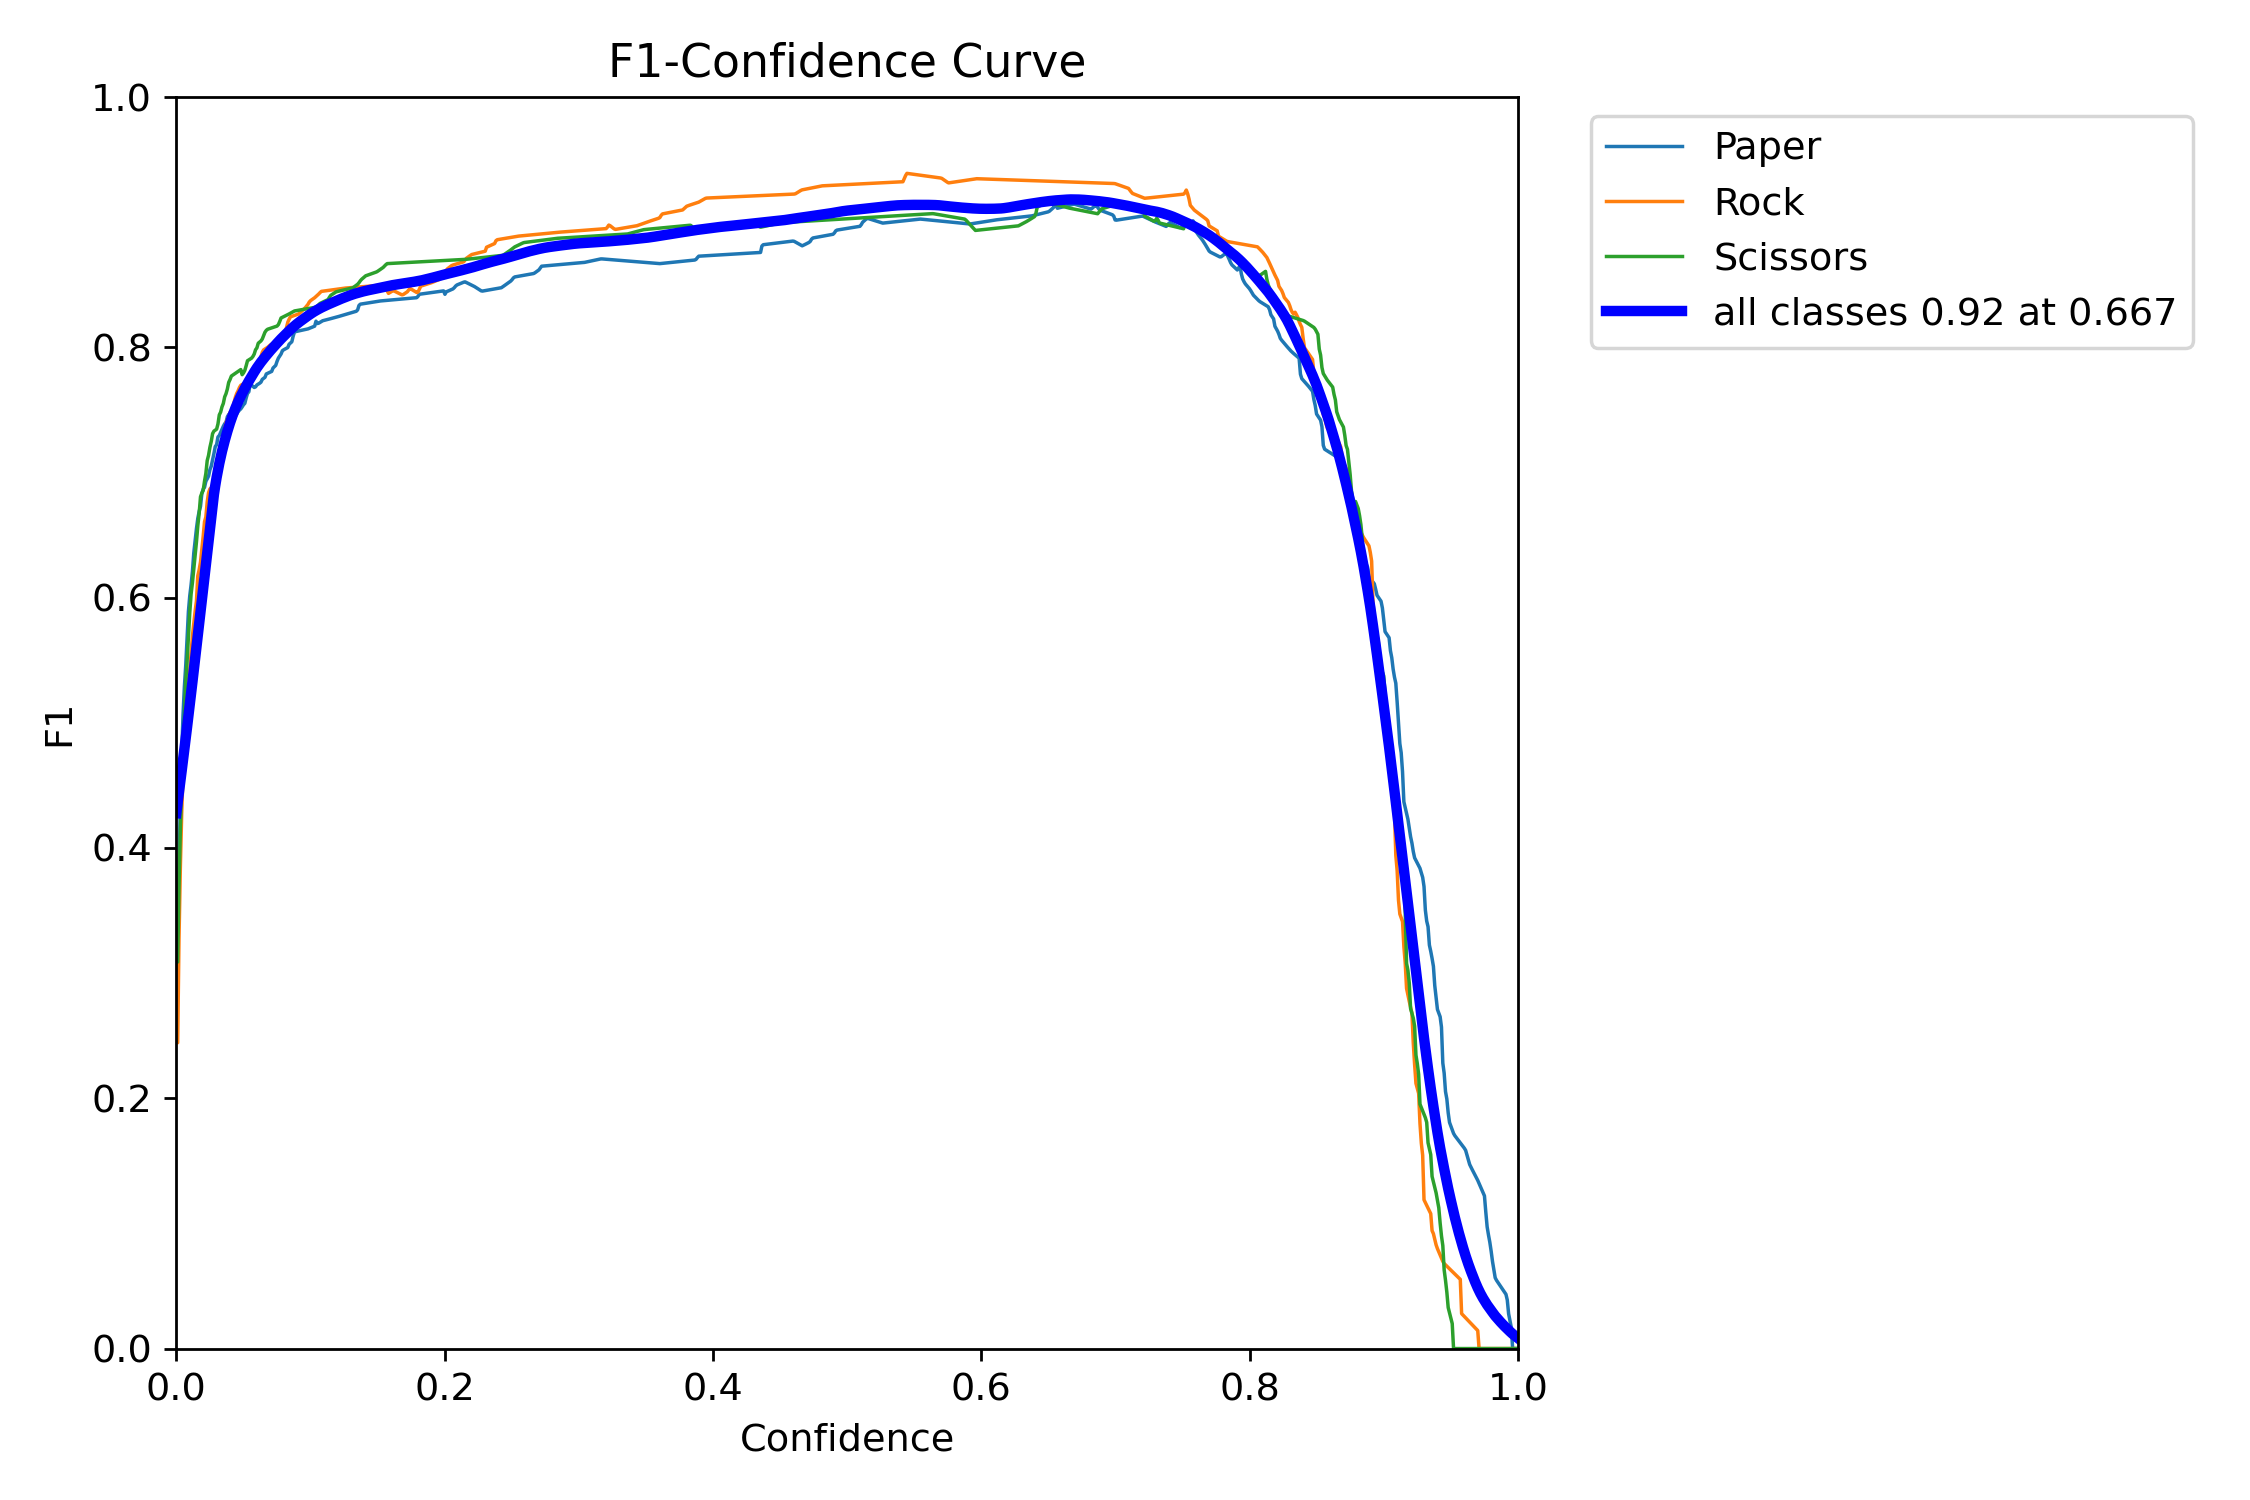 F1-Confidence Curve
1.0
0.8
0.6
0.4
0.2
0.0
F1
0.0 0.2 0.4 0.6 0.8 1.0
Confidence
Paper
Rock
Scissors
all classes 0.92 at 0.667